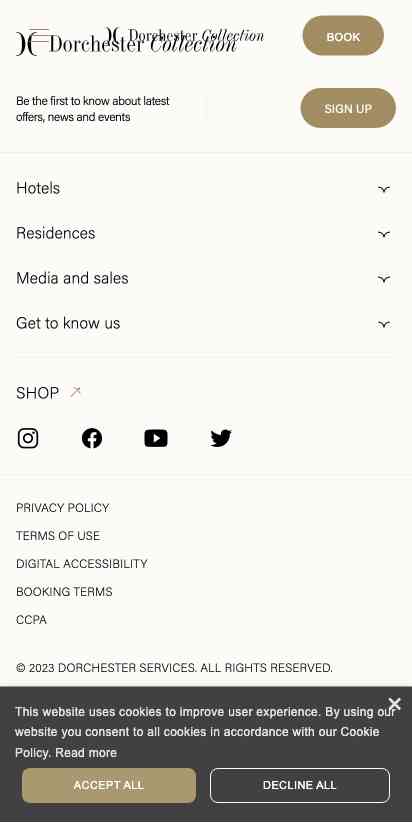 Dorchester Collection
Dorchester Collection
BOOK
Be the first to know about latest
offers, news and events
SIGN UP
Hotels
Residences
Media and sales
Get to know us
SHOP
PRIVACY POLICY
TERMS OF USE
DIGITAL ACCESSIBILITY
BOOKING TERMS
CCPA
© 2023 DORCHESTER SERVICES. ALL RIGHTS RESERVED.
This website uses cookies to improve user experience. By using our
website you consent to all cookies in accordance with our Cookie
Policy. Read more
ACCEPT ALL
DECLINE ALL